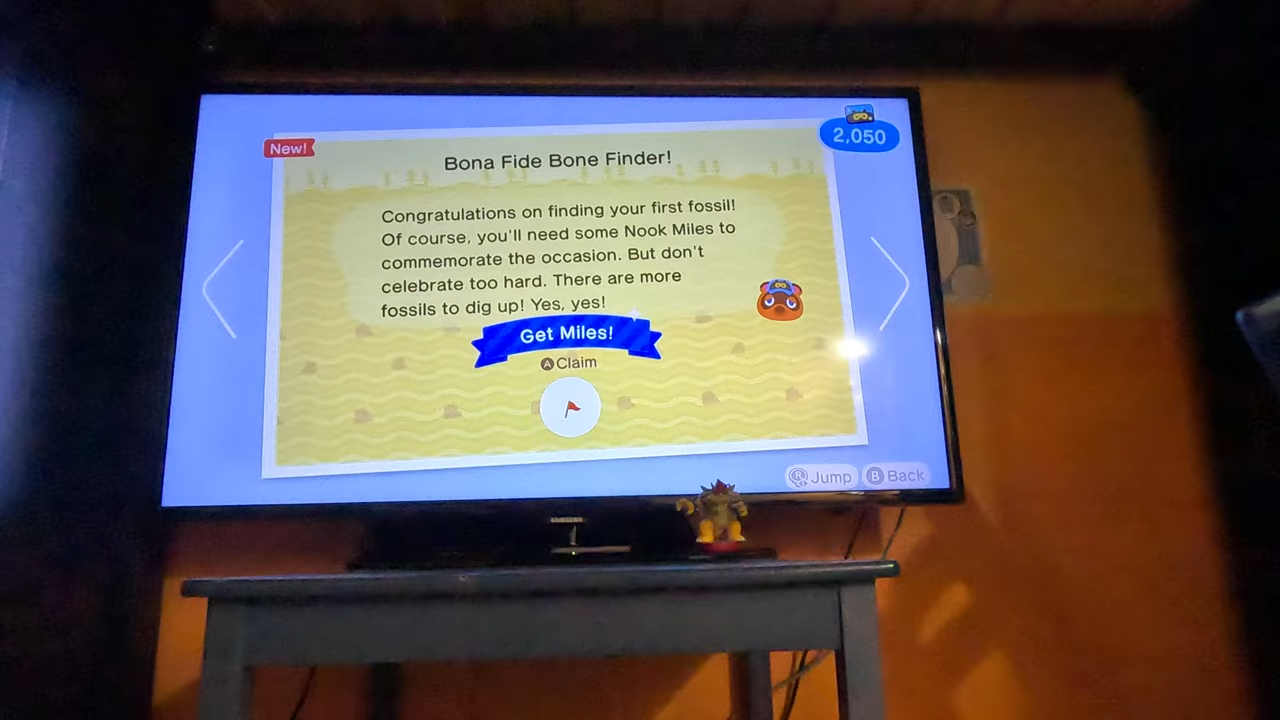 New!
2,050
Bona Fide Bone Finder!
Congratulations on finding your first fossil!
Of course, you'll need some Nook Miles to
commemorate the occasion. But don't
celebrate too hard. There are more
fossils to dig up! Yes, yes!
Get Miles!
A Claim
R Jump B Back
SAMSUNG